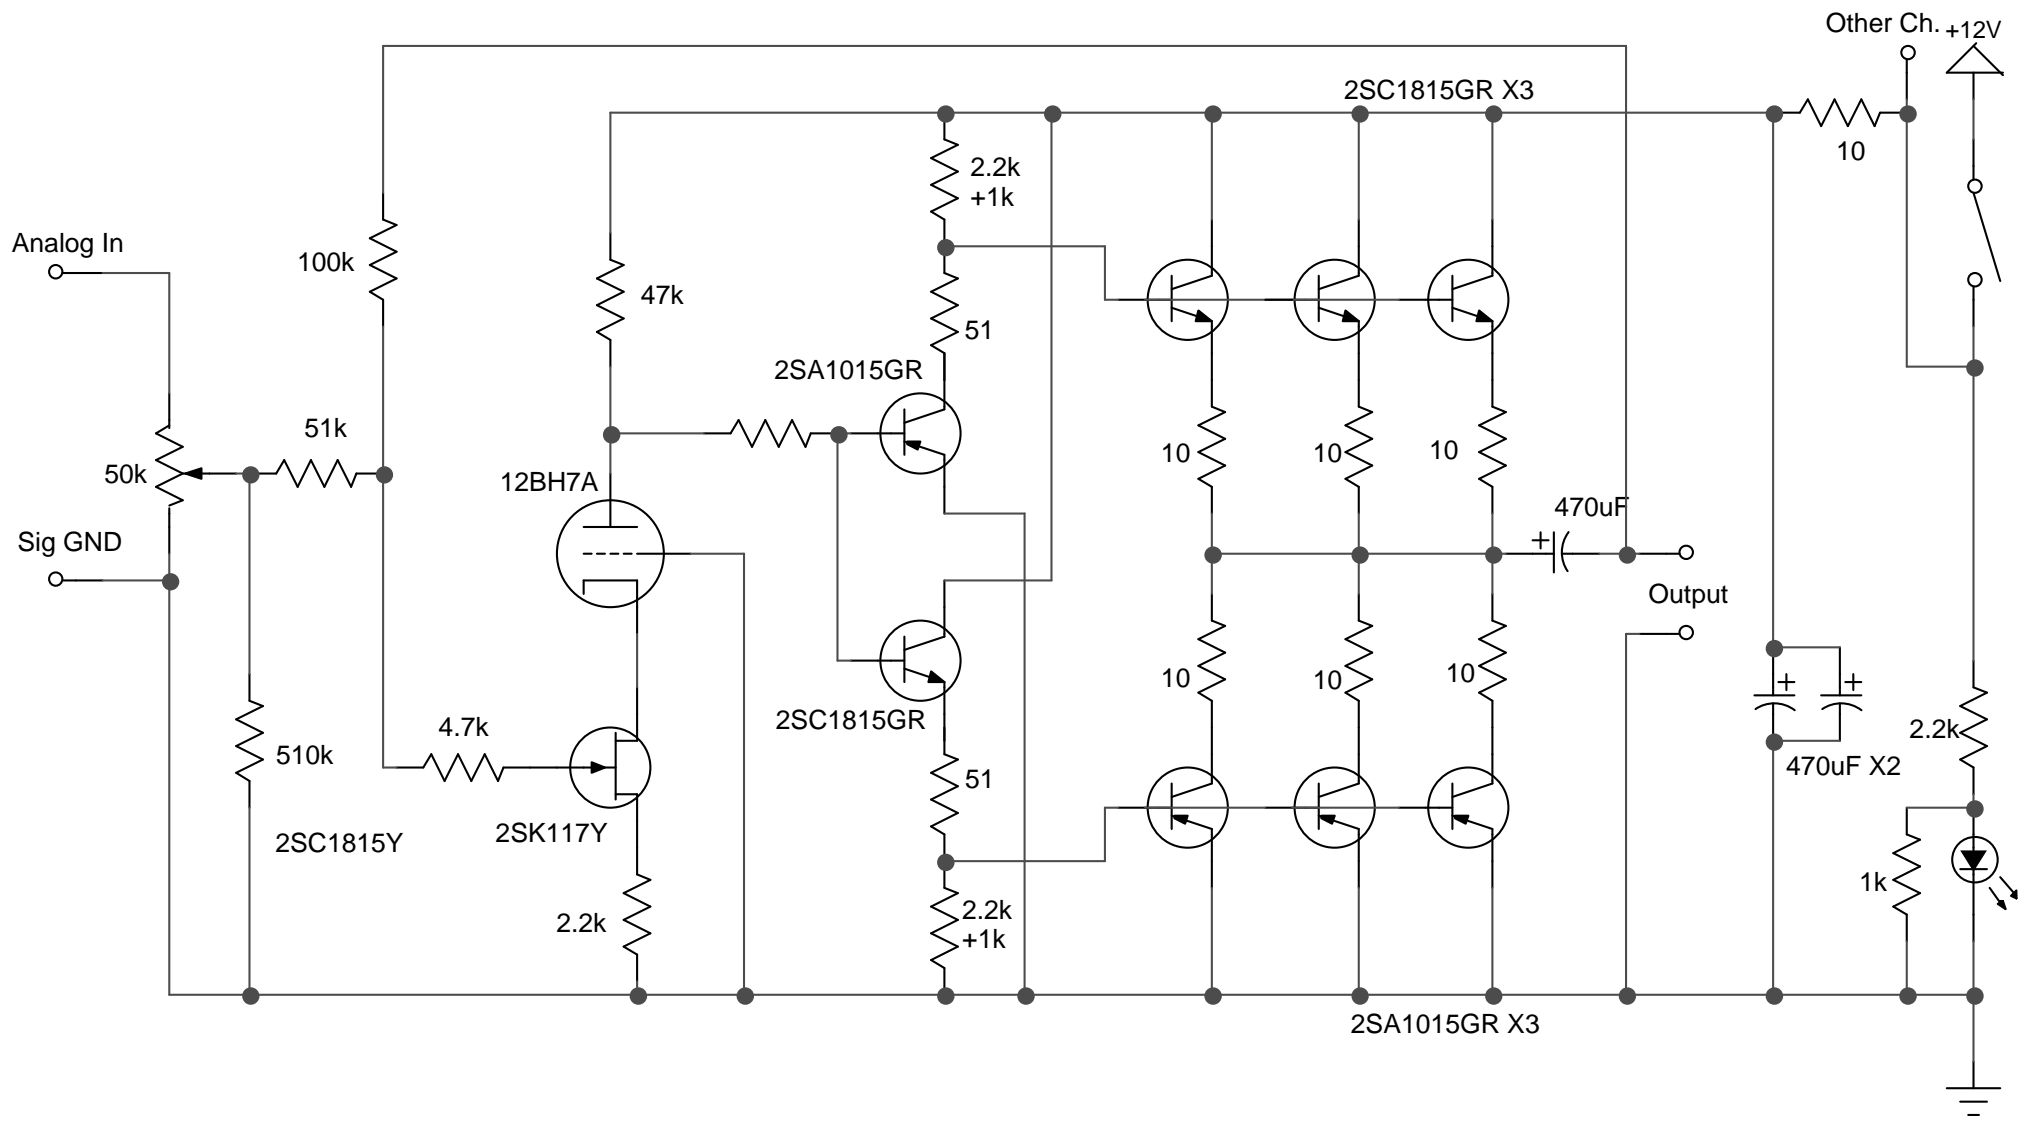 Other Ch.
+12V
2SC1815GR X3
10
2.2k
+1k
Analog In
100k
47k
51
2SA1015GR
51k
10
10
10
50k
12BH7A
470uF
+
Sig GND
Output
10
10
10
+
+
2SC1815GR
4.7k
2.2k
510k
51
470uF X2
2SK117Y
2SC1815Y
1k
2.2k
2.2k
+1k
2SA1015GR X3